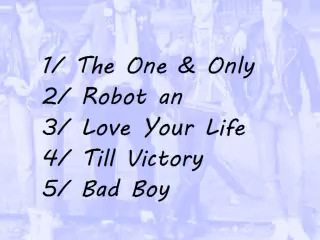 1/ The One & Only
2/ Robot an
3/ Love Your Life
4/ Till Victory
5/ Bad Boy